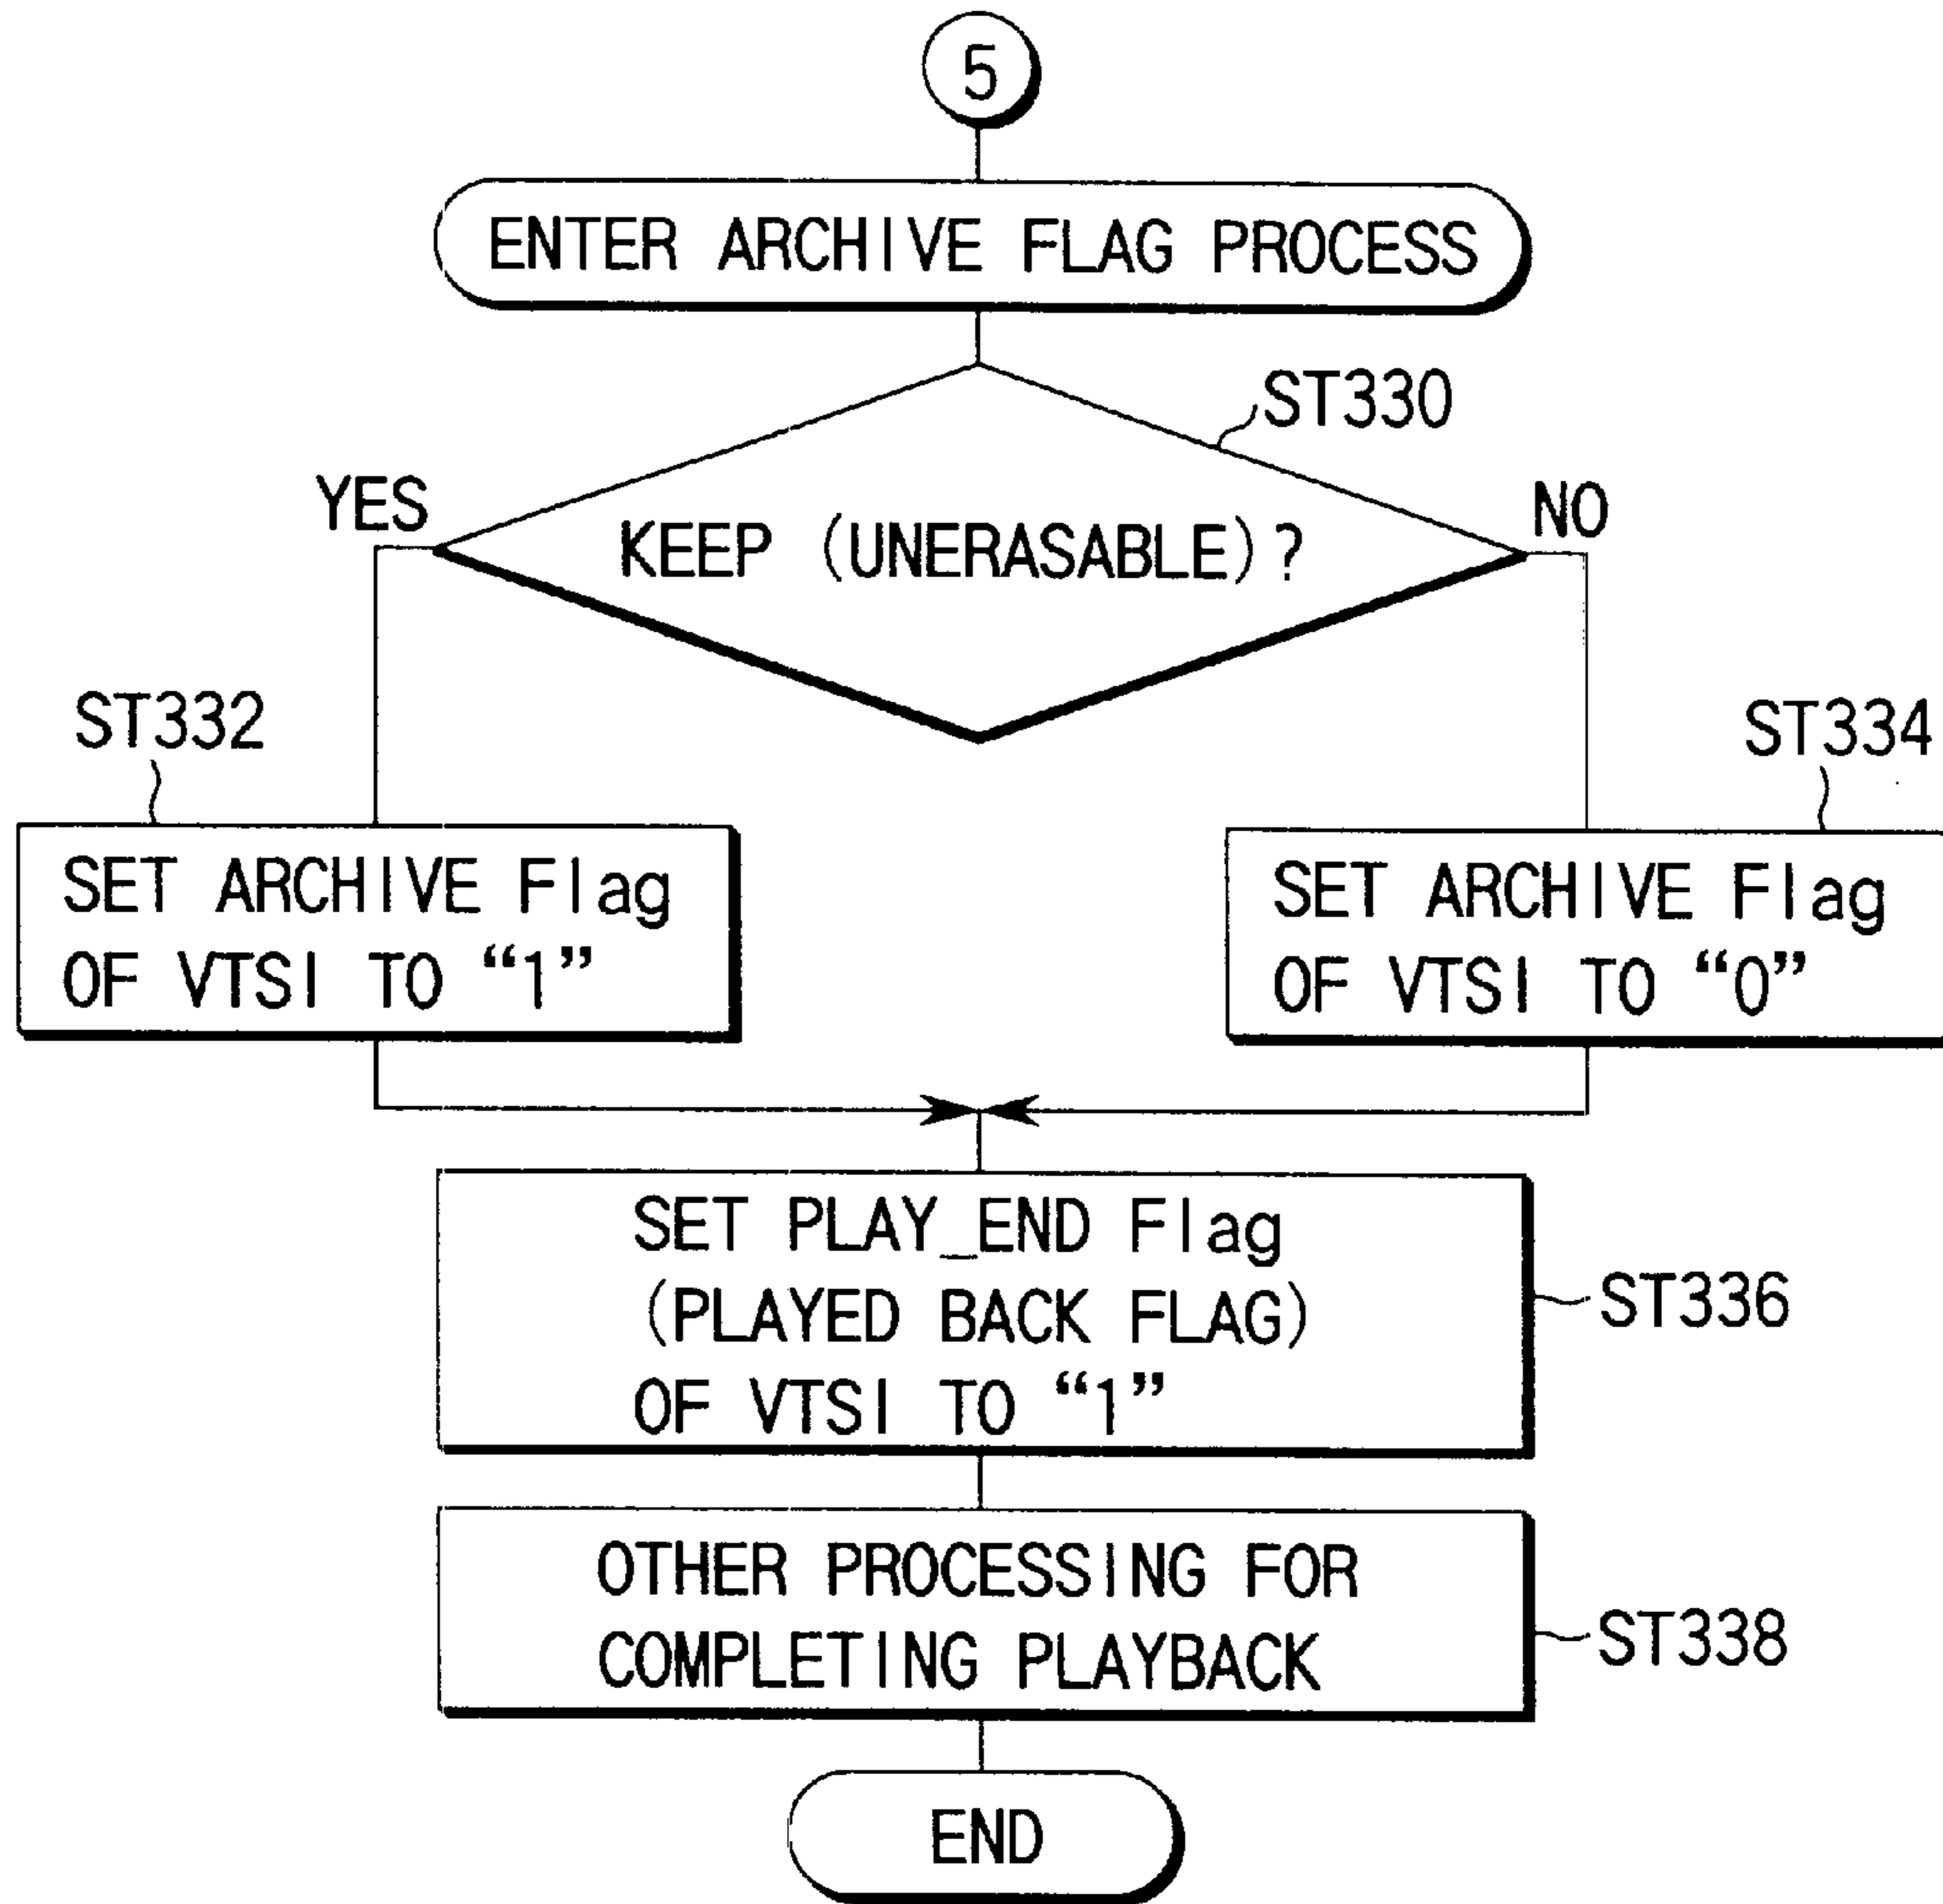 5
ENTER ARCHIVE FLAG PROCESS
ST330
YES
NO
KEEP (UNERASABLE)?
ST332
ST334
SET ARCHIVE Flag
OF VTSI TO “1”
SET ARCHIVE Flag
OF VTSI TO “0”
SET PLAY_END Flag
(PLAYED BACK FLAG)
OF VTSI TO “1”
ST336
OTHER PROCESSING FOR
COMPLETING PLAYBACK
ST338
END